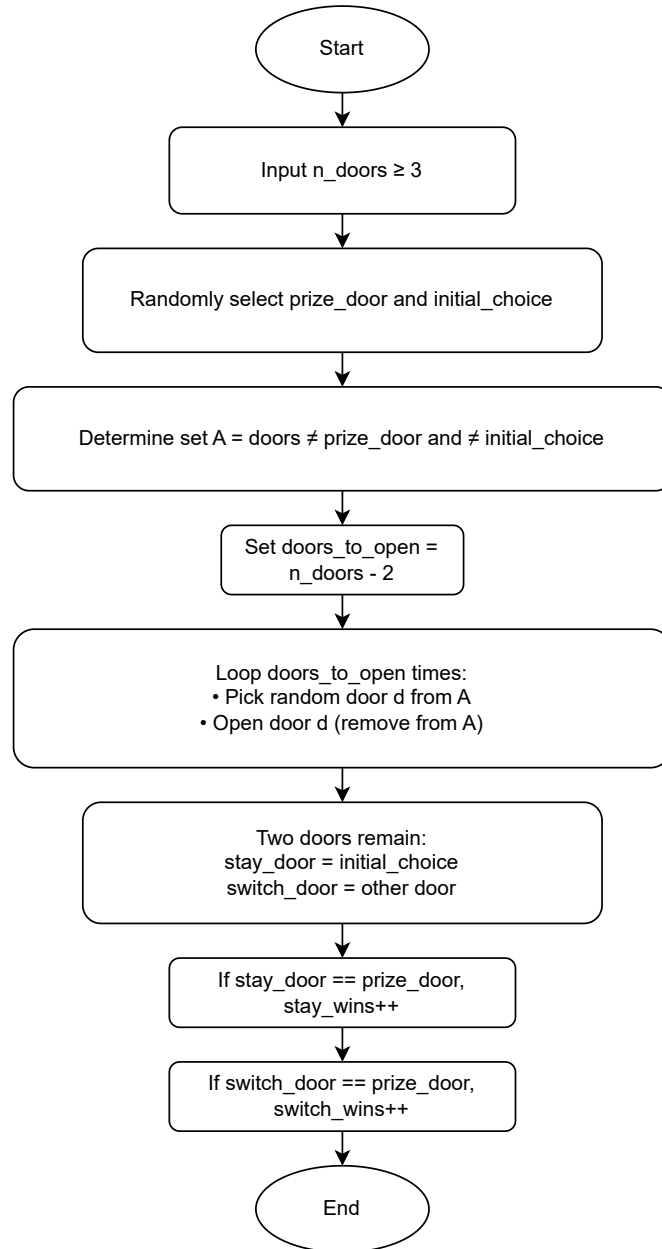 Start
Input n_doors ≥ 3
Randomly select prize_door and initial_choice
Determine set A = doors ≠ prize_door and ≠ initial_choice
Set doors_to_open =
n_doors - 2
Loop doors_to_open times:
• Pick random door d from A
• Open door d (remove from A)
Two doors remain:
stay_door = initial_choice
switch_door = other door
If stay_door == prize_door,
stay_wins++
If switch_door == prize_door,
switch_wins++
End